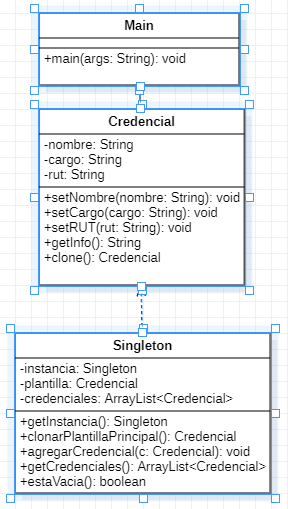 Main
+main(args: String): void
Credencial
-nombre: String
-cargo: String
-rut: String
+setNombre(nombre: String): void
+setCargo(cargo: String): void
+setRUT(rut: String): void
+getInfo(): String
+clone(): Credencial
Singleton
-instancia: Singleton
-plantilla: Credencial
-credenciales: ArrayList<Credencial>
+getInstancia(): Singleton
+clonarPlantillaPrincipal(): Credencial
+agregarCredencial(c: Credencial): void
+getCredenciales(): ArrayList<Credencial>
+estaVacia(): boolean